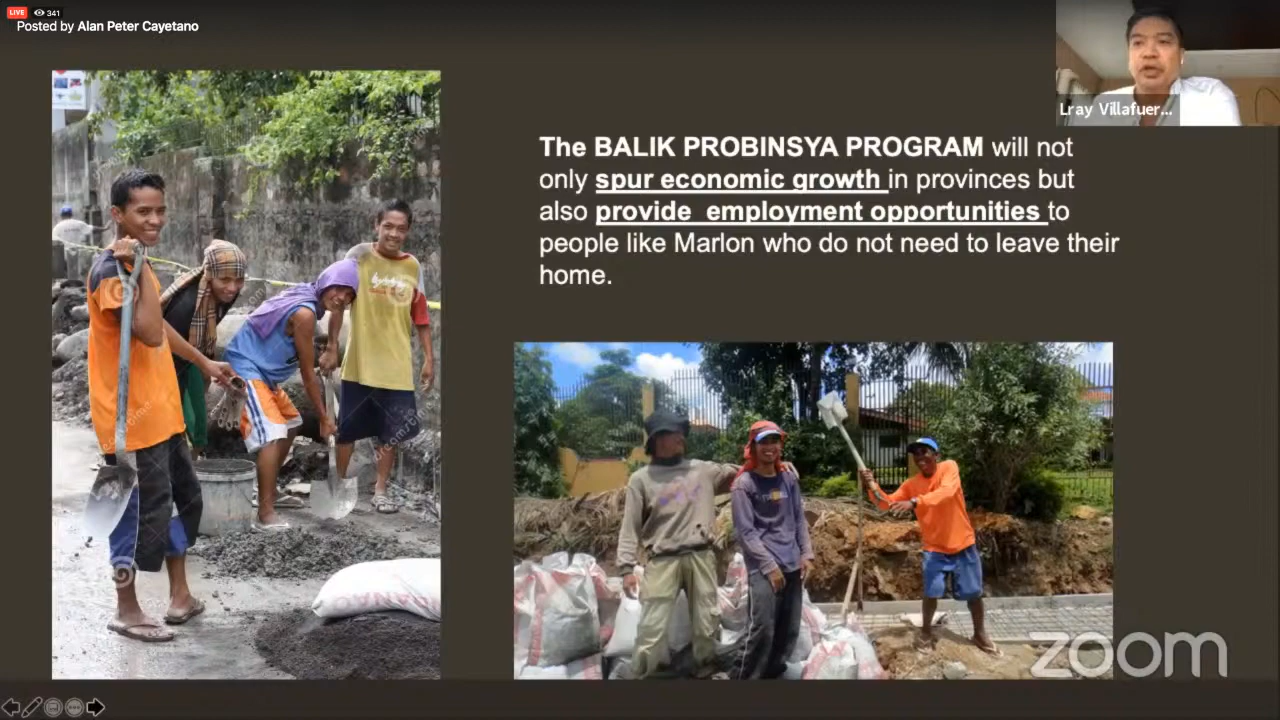 LIVE 341
Posted by Alan Peter Cayetano
Lray Villafuer...
The BALIK PROBINSYA PROGRAM will not
only spur economic growth in provinces but
also provide employment opportunities to
people like Marlon who do not need to leave their
home.
zoom